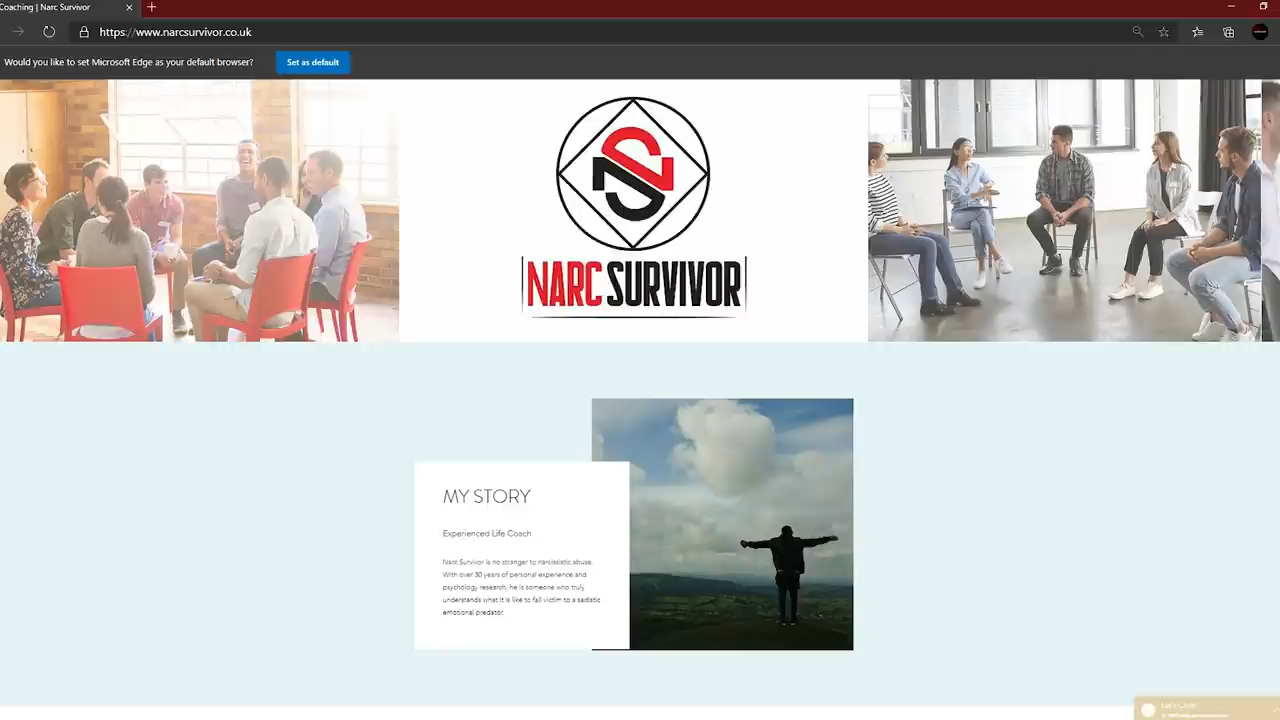 Coaching | Narc Survivor
https://www.narcsurvivor.co.uk
Would you like to set Microsoft Edge as your default browser?
Set as default
NS
NARC SURVIVOR
MY STORY
Experienced Life Coach
Narc Survivor is no stranger to narcissistic abuse.
With over 30 years of personal experience and
psychology research, he is someone who truly
understands what it is like to fall victim to a sadistic
emotional predator.
Let's Chat!